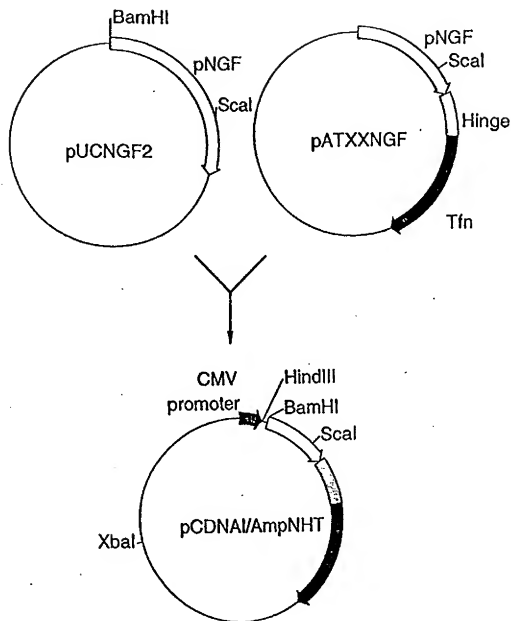 BamHI
pNGF
ScaI
pUCNGF2
pNGF
ScaI
Hinge
pATXXNGF
Tfn
CMV
promoter
HindIII
BamHI
ScaI
pCDNAI/AmpNHT
XbaI